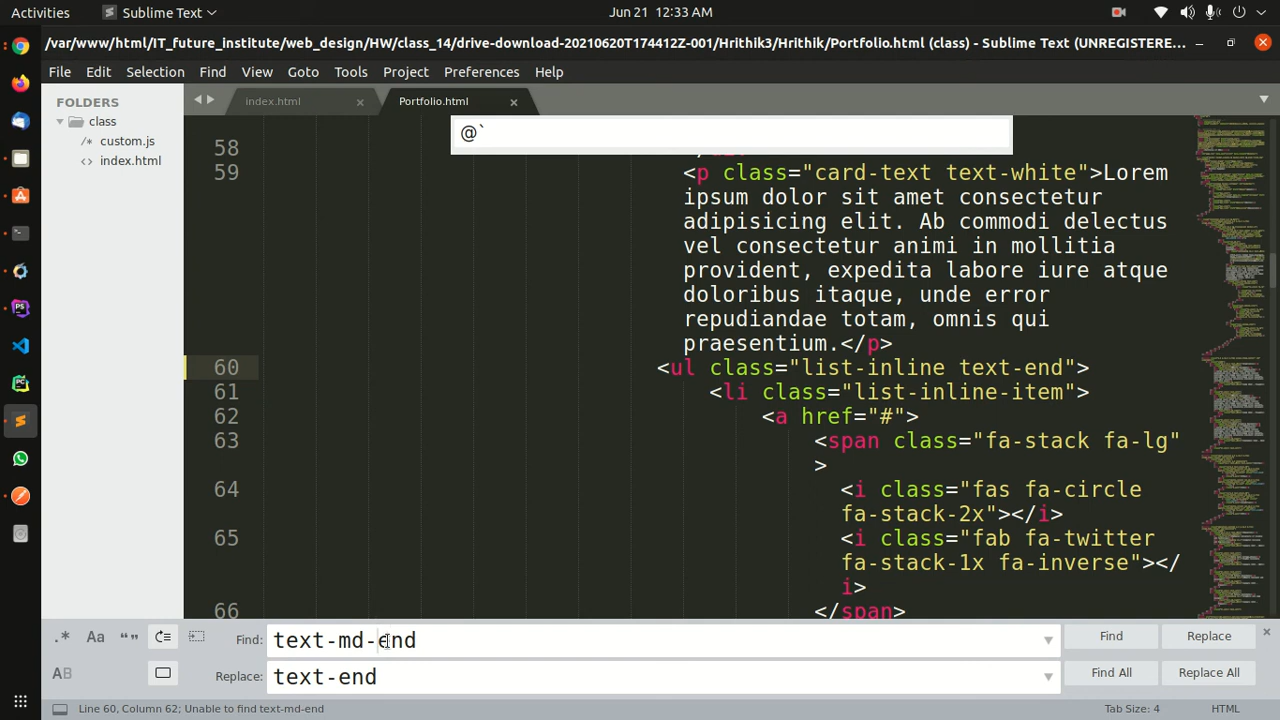 Activities
Sublime Text
Jun 21 12:33 AM
/var/www/html/IT_future_institute/web_design/HW/class_14/drive-download-20210620T174412Z-001/Hrithik3/Hrithik/Portfolio.html (class) - Sublime Text (UNREGISTERE...
File Edit Selection Find View Goto Tools Project Preferences Help
FOLDERS
class
/* custom.js
<> index.html
index.html ×
Portfolio.html ×
@`
58
59 <p class="card-text text-white">Lorem
ipsum dolor sit amet consectetur
adipisicing elit. Ab commodi delectus
vel consectetur animi in mollitia
provident, expedita labore iure atque
doloribus itaque, unde error
repudiandae totam, omnis qui
praesentium.</p>
60 <ul class="list-inline text-end">
61 <li class="list-inline-item">
62 <a href="#">
63 <span class="fa-stack fa-lg"
>
64 <i class="fas fa-circle
fa-stack-2x"></i>
65 <i class="fab fa-twitter
fa-stack-1x fa-inverse"></
i>
66 </span>
.* Aa “” Find: text-md-end Find Replace
AB Replace: text-end Find All Replace All
Line 60, Column 62; Unable to find text-md-end
Tab Size: 4
HTML